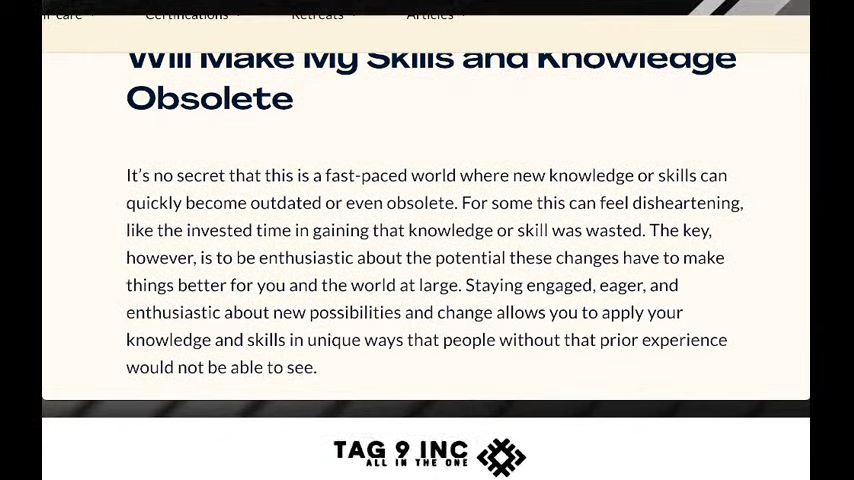 Certifications
Retreats
Articles
Will Make My Skills and Knowledge
Obsolete
It’s no secret that this is a fast-paced world where new knowledge or skills can
quickly become outdated or even obsolete. For some this can feel disheartening,
like the invested time in gaining that knowledge or skill was wasted. The key,
however, is to be enthusiastic about the potential these changes have to make
things better for you and the world at large. Staying engaged, eager, and
enthusiastic about new possibilities and change allows you to apply your
knowledge and skills in unique ways that people without that prior experience
would not be able to see.
TAG 9 INC
ALL IN THE ONE